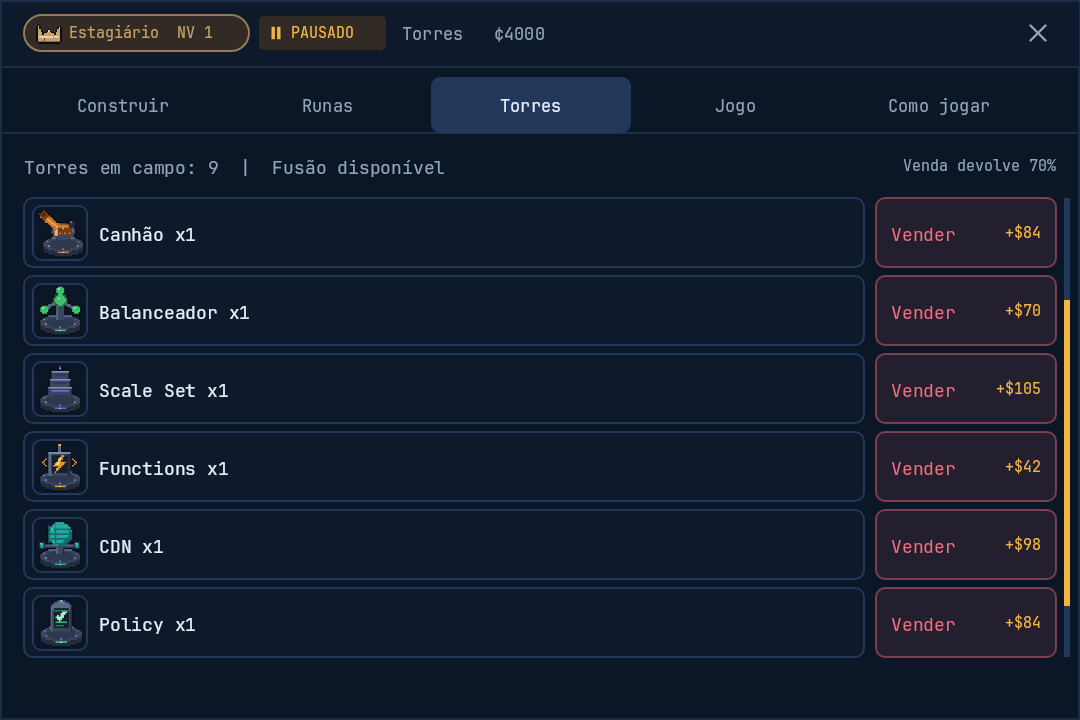 Estagiário NV 1 PAUSADO Torres ₵4000
Construir Runas Torres Jogo Como jogar
Torres em campo: 9 | Fusão disponível Venda devolve 70%
Canhão x1 Vender +$84
Balanceador x1 Vender +$70
Scale Set x1 Vender +$105
Functions x1 Vender +$42
CDN x1 Vender +$98
Policy x1 Vender +$84